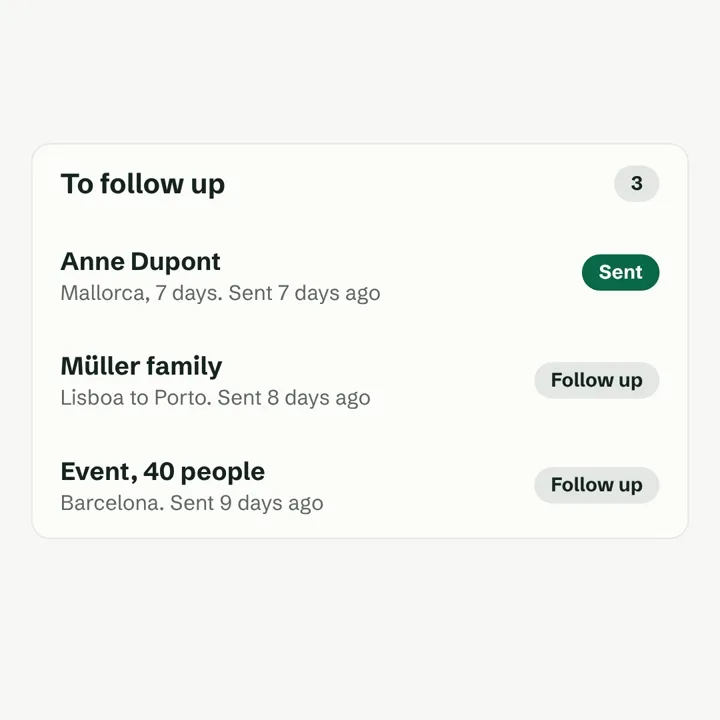 To follow up
3
Anne Dupont
Mallorca, 7 days. Sent 7 days ago
Sent
Müller family
Lisboa to Porto. Sent 8 days ago
Follow up
Event, 40 people
Barcelona. Sent 9 days ago
Follow up